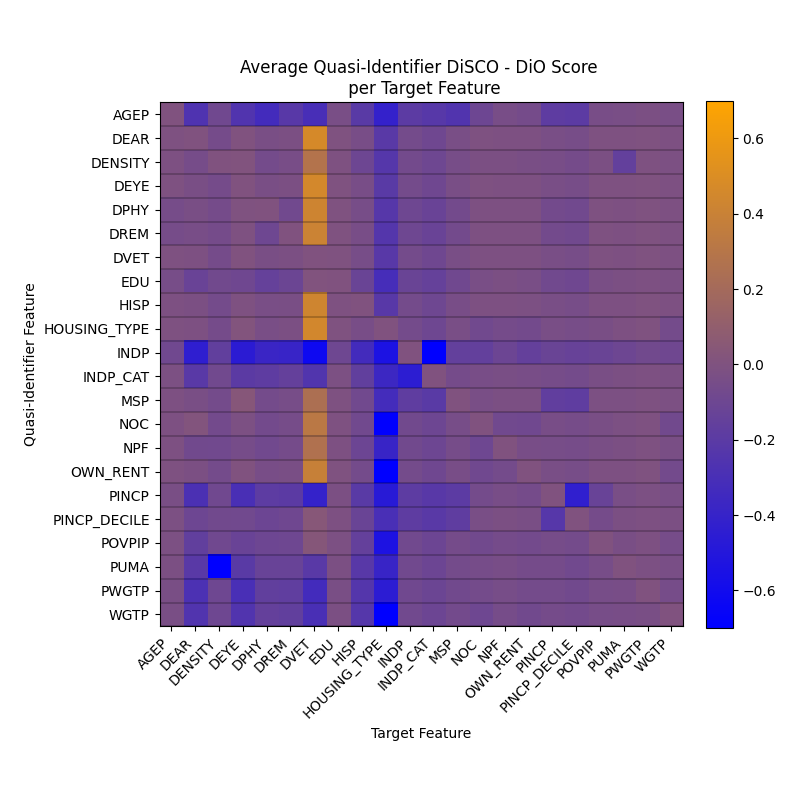 Average Quasi-Identifier DiSCO - DiO Score
per Target Feature
Quasi-Identifier Feature
AGEP
DEAR
DENSITY
DEYE
DPHY
DREM
DVET
EDU
HISP
HOUSING_TYPE
INDP
INDP_CAT
MSP
NOC
NPF
OWN_RENT
PINCP
PINCP_DECILE
POVPIP
PUMA
PWGTP
WGTP
AGEP
DEAR
DENSITY
DEYE
DPHY
DREM
DVET
EDU
HISP
HOUSING_TYPE
INDP
INDP_CAT
MSP
NOC
NPF
OWN_RENT
PINCP
PINCP_DECILE
POVPIP
PUMA
PWGTP
WGTP
Target Feature
0.6
0.4
0.2
0.0
−0.2
−0.4
−0.6